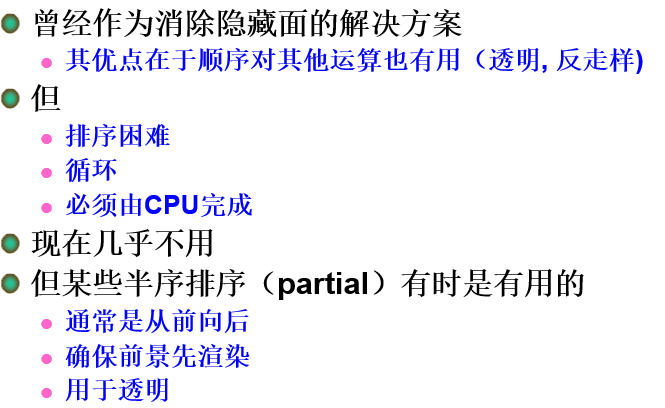 曾经作为消除隐藏面的解决方案
其优点在于顺序对其他运算也有用（透明, 反走样)
但
排序困难
循环
必须由CPU完成
现在几乎不用
但某些半序排序（partial）有时是有用的
通常是从前向后
确保前景先渲染
用于透明